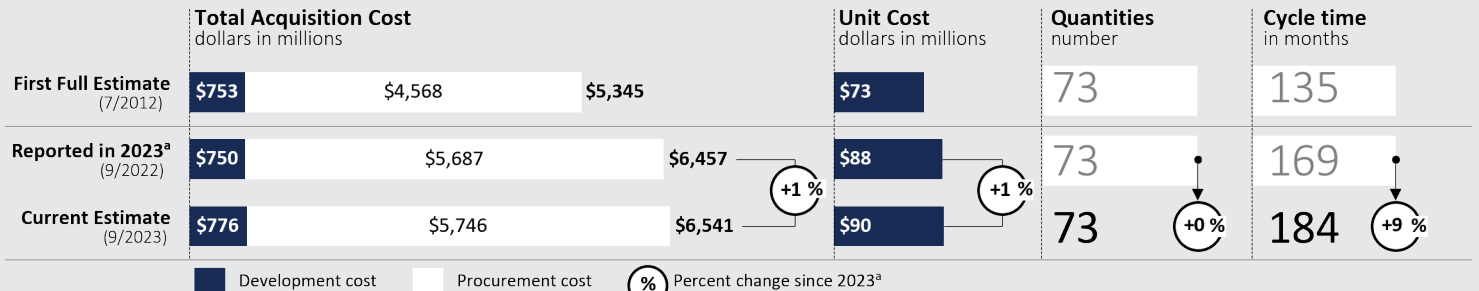 Total Acquisition Cost Unit Cost Quantities Cycle time
dollars in millions dollars in millions number in months
First Full Estimate
(7/2012)
$753 $4,568 $5,345 $73 73 135
Reported in 2023ª
(9/2022)
$750 $5,687 $6,457 $88 73 169
+1 % +1 %
Current Estimate
(9/2023)
$776 $5,746 $6,541 $90 73 +0 % 184 +9 %
Development cost Procurement cost % Percent change since 2023ª